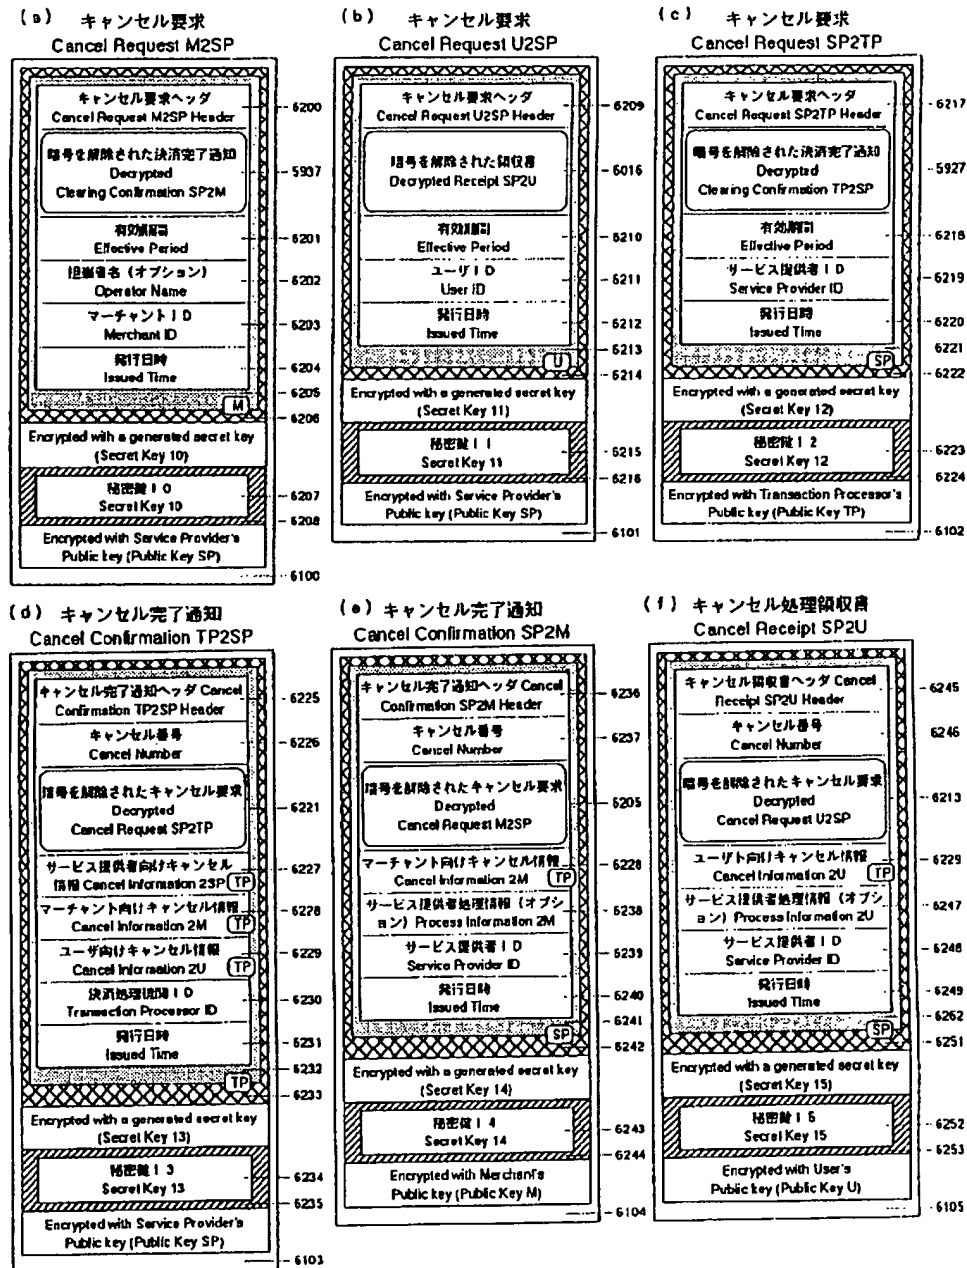 (a) キャンセル要求
Cancel Request M2SP
キャンセル要求ヘッダ
Cancel Request M2SP Header
6200
暗号を解除された決済完了通知
Decrypted
Clearing Confirmation SP2M
5937
有効期間
Effective Period
6201
担当者名(オプション)
Operator Name
6202
マーチャントID
Merchant ID
6203
発行日時
Issued Time
6204
6205
M
6206
Encrypted with a generated secret key
(Secret Key 10)
秘密鍵10
Secret Key 10
6207
6208
Encrypted with Service Provider's
Public key (Public Key SP)
6100
(b) キャンセル要求
Cancel Request U2SP
キャンセル要求ヘッダ
Cancel Request U2SP Header
6209
暗号を解除された領収書
Decrypted Receipt SP2U
6016
有効期間
Effective Period
6210
ユーザID
User ID
6211
発行日時
Issued Time
6212
6213
U
6214
Encrypted with a generated secret key
(Secret Key 11)
秘密鍵11
Secret Key 11
6215
6216
Encrypted with Service Provider's
Public key (Public Key SP)
6101
(c) キャンセル要求
Cancel Request SP2TP
キャンセル要求ヘッダ
Cancel Request SP2TP Header
6217
暗号を解除された決済完了通知
Decrypted
Clearing Confirmation TP2SP
5927
有効期間
Effective Period
6218
サービス提供者ID
Service Provider ID
6219
発行日時
Issued Time
6220
6221
SP
6222
Encrypted with a generated secret key
(Secret Key 12)
秘密鍵12
Secret Key 12
6223
6224
Encrypted with Transaction Processor's
Public key (Public Key TP)
6102
(d) キャンセル完了通知
Cancel Confirmation TP2SP
キャンセル完了通知ヘッダ Cancel
Confirmation TP2SP Header
6225
キャンセル番号
Cancel Number
6226
暗号を解除されたキャンセル要求
Decrypted
Cancel Request SP2TP
6221
サービス提供者向けキャンセル
情報 Cancel Information 2SP
TP
6227
マーチャント向けキャンセル情報
Cancel Information 2M
TP
6228
ユーザ向けキャンセル情報
Cancel Information 2U
TP
6229
決済処理機関ID
Transaction Processor ID
6230
発行日時
Issued Time
6231
6232
TP
6233
Encrypted with a generated secret key
(Secret Key 13)
秘密鍵13
Secret Key 13
6234
6235
Encrypted with Service Provider's
Public key (Public Key SP)
6103
(e) キャンセル完了通知
Cancel Confirmation SP2M
キャンセル完了通知ヘッダ Cancel
Confirmation SP2M Header
6236
キャンセル番号
Cancel Number
6237
暗号を解除されたキャンセル要求
Decrypted
Cancel Request M2SP
6205
マーチャント向けキャンセル情報
Cancel Information 2M
TP
6228
サービス提供者処理情報(オプショ
ン) Process Information 2M
6238
サービス提供者ID
Service Provider ID
6239
発行日時
Issued Time
6240
6241
SP
6242
Encrypted with a generated secret key
(Secret Key 14)
秘密鍵14
Secret Key 14
6243
6244
Encrypted with Merchant's
Public key (Public Key M)
6104
(f) キャンセル処理領収書
Cancel Receipt SP2U
キャンセル領収書ヘッダ Cancel
Receipt SP2U Header
6245
キャンセル番号
Cancel Number
6246
暗号を解除されたキャンセル要求
Decrypted
Cancel Request U2SP
6213
ユーザト向けキャンセル情報
Cancel Information 2U
TP
6229
サービス提供者処理情報(オプショ
ン) Process Information 2U
6247
サービス提供者ID
Service Provider ID
6248
発行日時
Issued Time
6249
6262
SP
6251
Encrypted with a generated secret key
(Secret Key 15)
秘密鍵15
Secret Key 15
6252
6253
Encrypted with User's
Public key (Public Key U)
6105